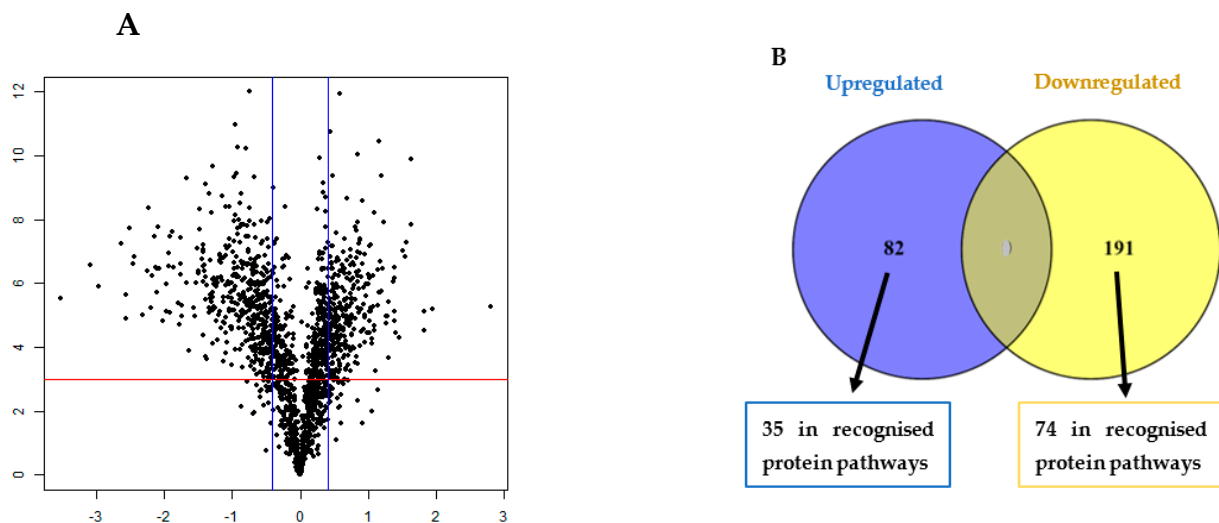 A
12
10
8
6
4
2
0
-3
-2
-1
0
1
2
3
B
Upregulated
Downregulated
82
0
191
35 in recognised
protein pathways
74 in recognised
protein pathways